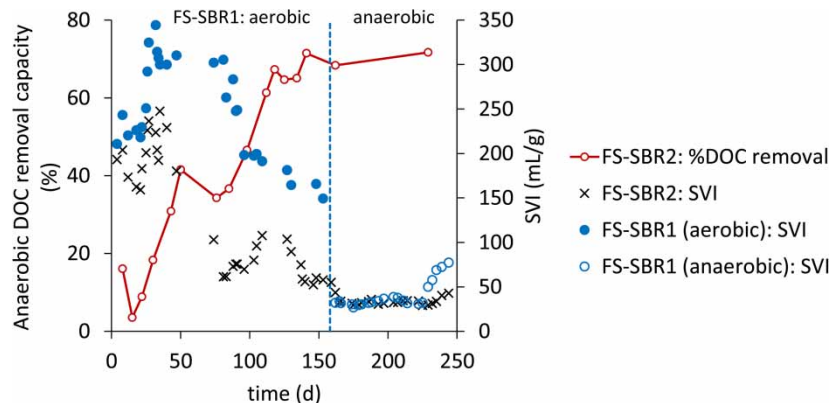 FS-SBR1: aerobic anaerobic
80 350
300
60 250
200
40 150
20 100
50
0 0
0 50 100 150 200 250
time (d)
Anaerobic DOC removal capacity
(%)
SVI (mL/g)
FS-SBR2: %DOC removal
FS-SBR2: SVI
FS-SBR1 (aerobic): SVI
FS-SBR1 (anaerobic): SVI